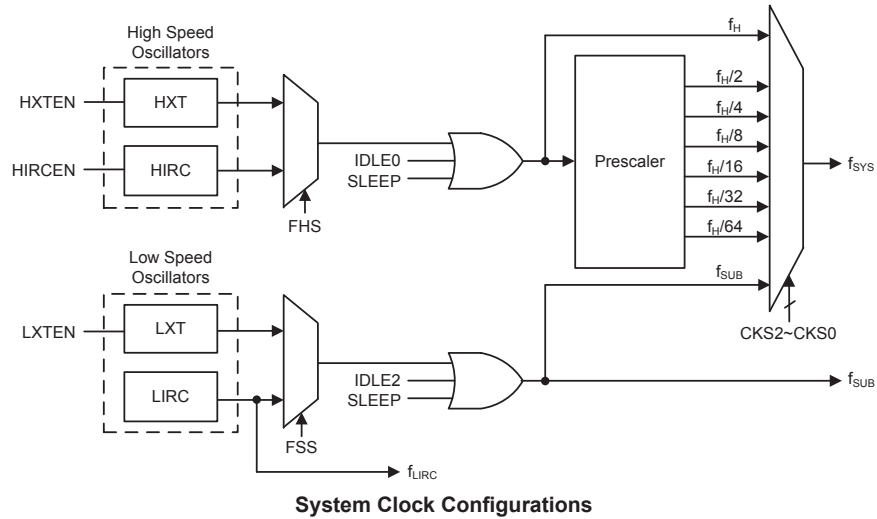 High Speed
Oscillators
HXTEN
HXT
HIRCEN
HIRC
FHS
IDLE0
SLEEP
Prescaler
fH
fH/2
fH/4
fH/8
fH/16
fH/32
fH/64
fSUB
fSYS
CKS2~CKS0
Low Speed
Oscillators
LXTEN
LXT
LIRC
FSS
IDLE2
SLEEP
fSUB
fLIRC
System Clock Configurations